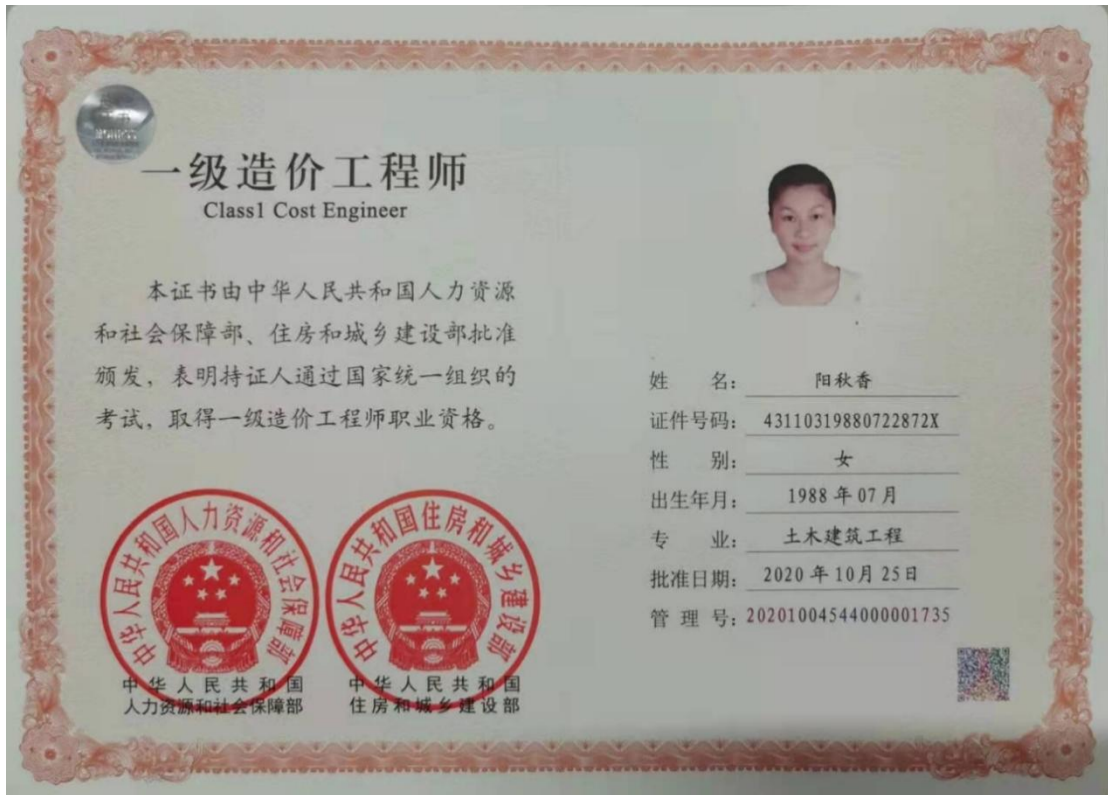 一级造价工程师
Class1 Cost Engineer
本证书由中华人民共和国人力资源
和社会保障部、住房和城乡建设部批准
颁发，表明持证人通过国家统一组织的
考试，取得一级造价工程师职业资格。
中华人民共和国人力资源和社会保障部
中华人民共和国住房和城乡建设部
中华人民共和国
人力资源和社会保障部
中华人民共和国
住房和城乡建设部
姓 名: 阳秋香
证件号码: 43110319880722872X
性 别: 女
出生年月: 1988年07月
专 业: 土木建筑工程
批准日期: 2020年10月25日
管 理 号: 20201004544000001735